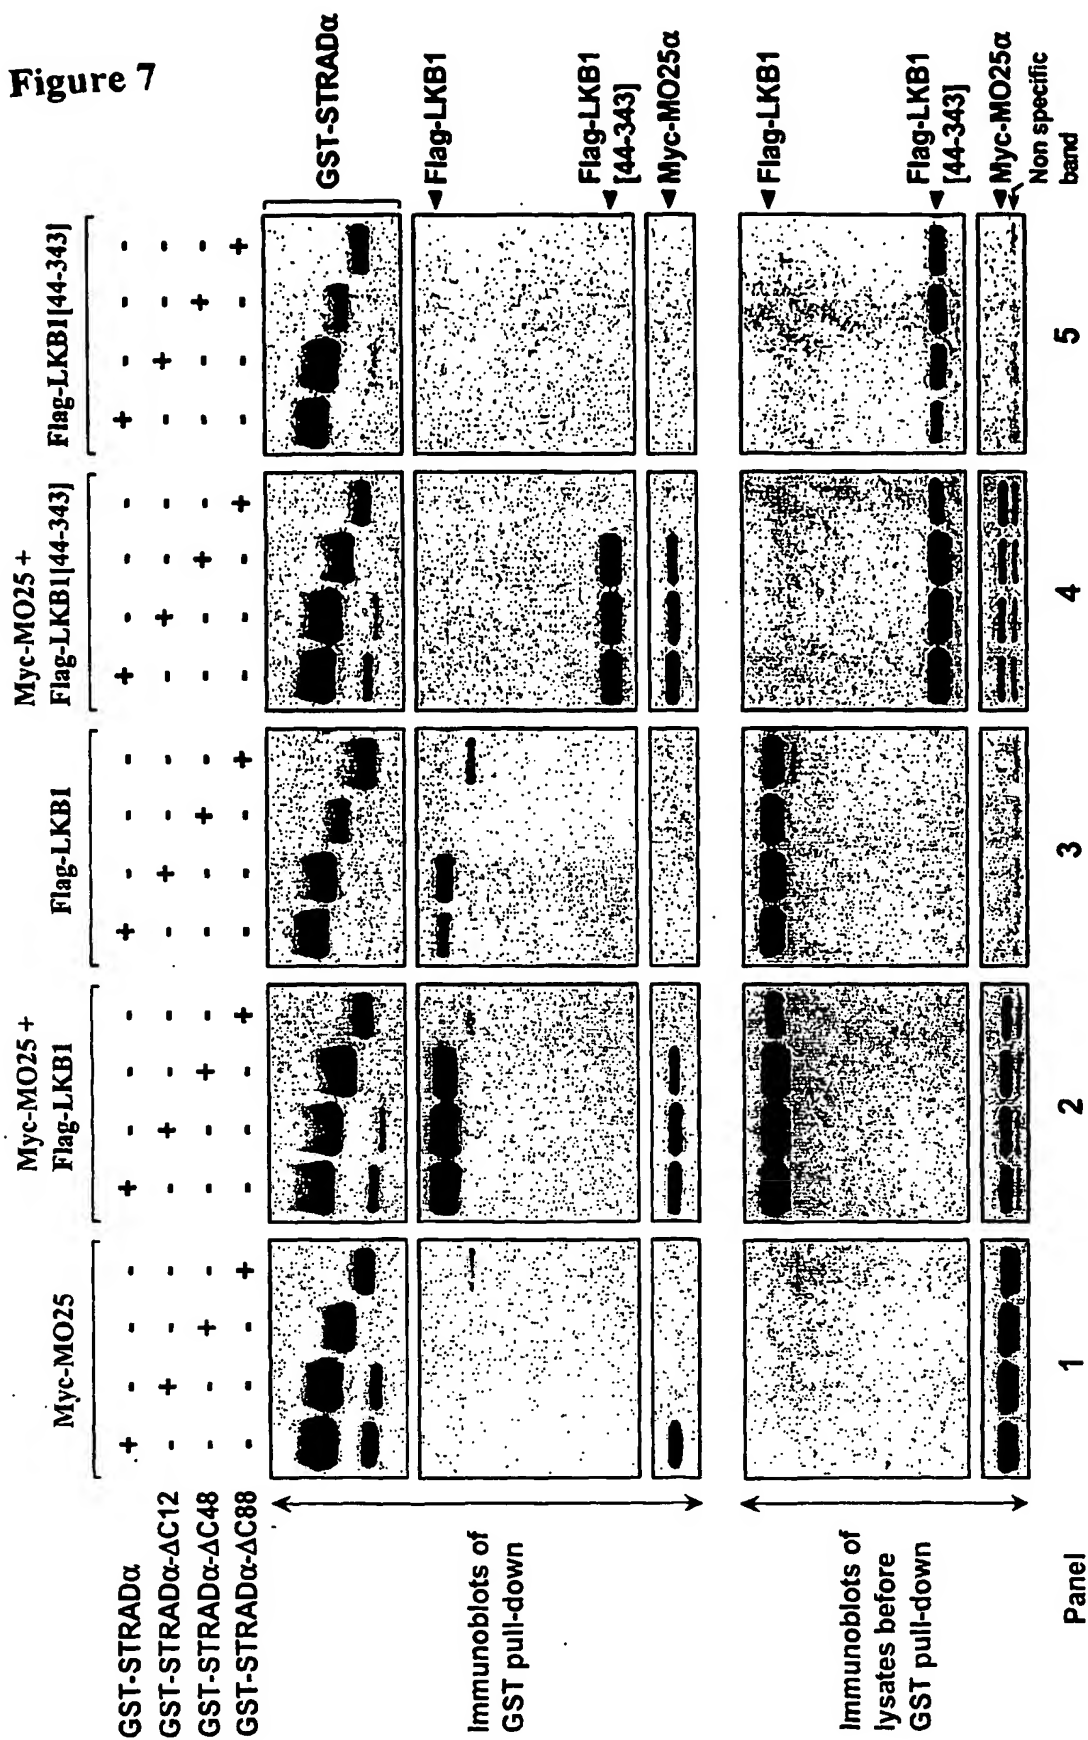 Figure 7
Myc-MO25
Myc-MO25 +
Flag-LKB1
Flag-LKB1
Myc-MO25 +
Flag-LKB1[44-343]
Flag-LKB1[44-343]
GST-STRADα + - - - + - - - + - - - + - - - + - - -
GST-STRADα-ΔC12 - + - - - + - - - + - - - + - - - + - -
GST-STRADα-ΔC48 - - + - - - + - - - + - - - + - - - + -
GST-STRADα-ΔC88 - - - + - - - + - - - + - - - + - - - +
GST-STRADα
Immunoblots of
GST pull-down
Flag-LKB1
Flag-LKB1
[44-343]
Myc-MO25α
Immunoblots of
lysates before
GST pull-down
Flag-LKB1
Flag-LKB1
[44-343]
Myc-MO25α
Non specific
band
Panel 1 2 3 4 5